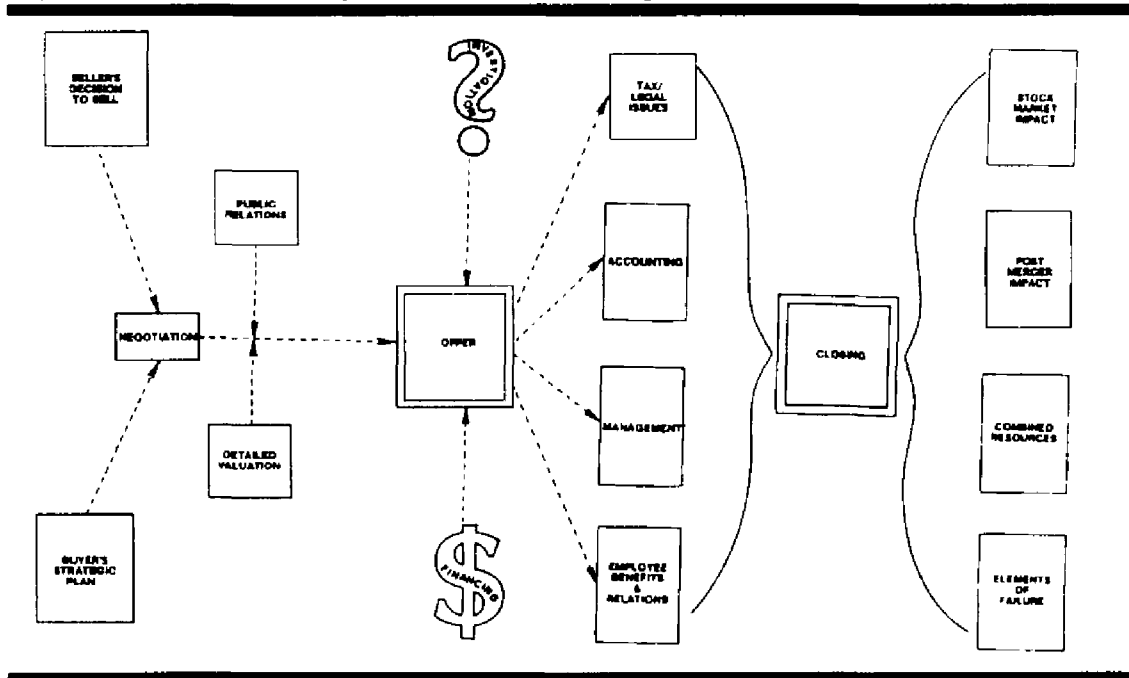 SELLER'S
DECISION
TO SELL
PUBLIC
RELATIONS
NEGOTIATION
DETAILED
VALUATION
BUYER'S
STRATEGIC
PLAN
INVESTIGATION
OFFER
FINANCING
TAX/
LEGAL
ISSUES
ACCOUNTING
MANAGEMENT
EMPLOYEE
BENEFITS
&
RELATIONS
CLOSING
STOCK
MARKET
IMPACT
POST
MERGER
IMPACT
COMBINED
RESOURCES
ELEMENTS
OF
FAILURE